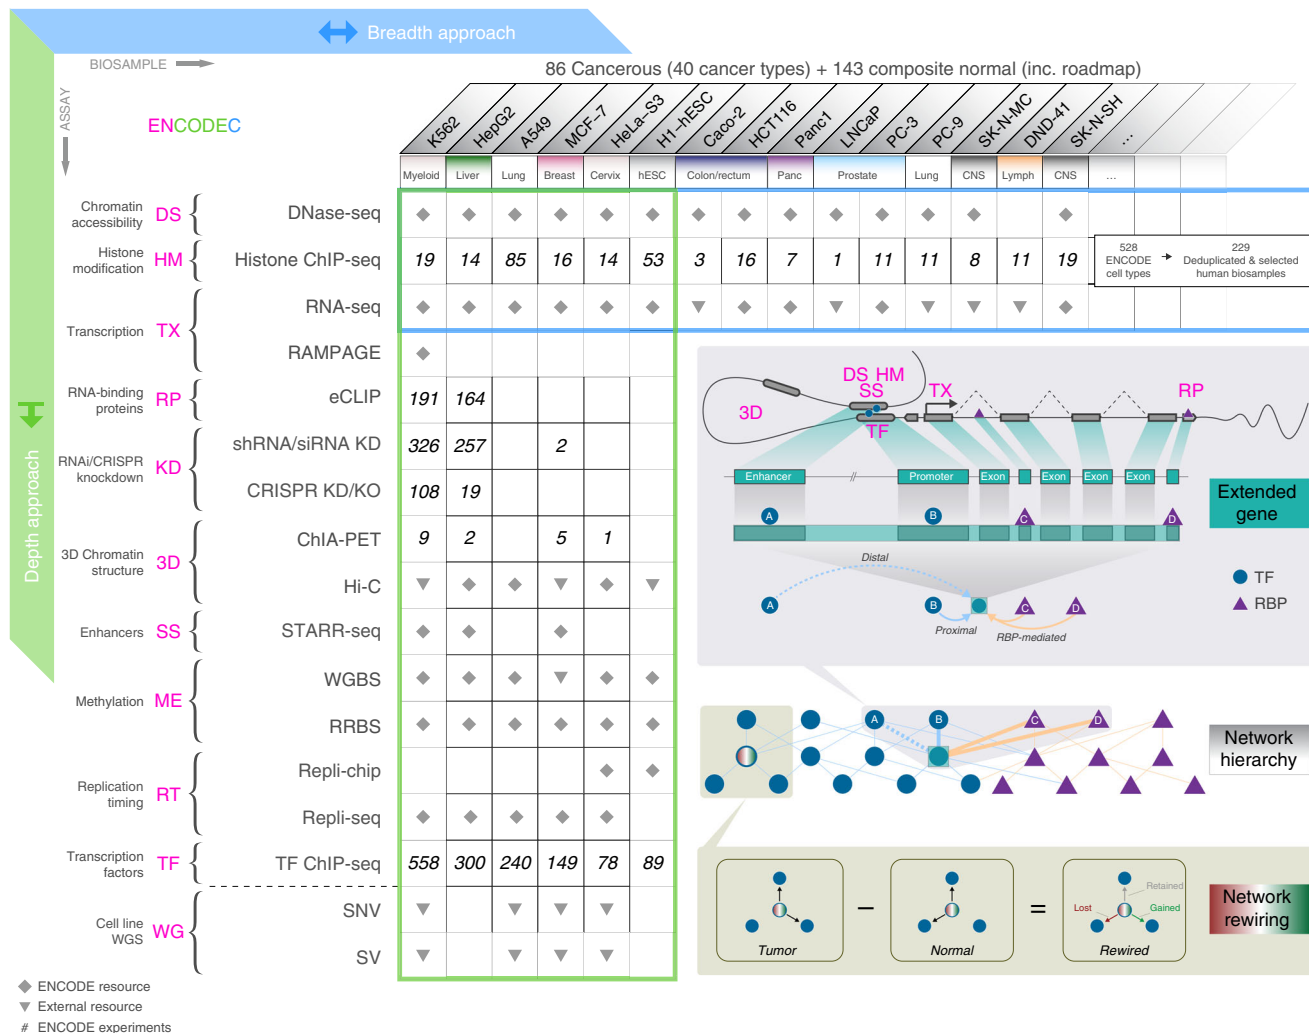 Breadth approach
BIOSAMPLE
86 Cancerous (40 cancer types) + 143 composite normal (inc. roadmap)
ASSAY
ENCODEC
K562
HepG2
A549
MCF-7
HeLa-S3
H1-hESC
Caco-2
HCT116
Panc1
LNCaP
PC-3
PC-9
SK-N-MC
DND-41
SK-N-SH
...
Myeloid Liver Lung Breast Cervix hESC Colon/rectum Panc Prostate Lung CNS Lymph CNS ...
Chromatin
accessibility
DS
DNase-seq
Histone
modification
HM
Histone ChIP-seq 19 14 85 16 14 53 3 16 7 1 11 11 8 11 19
528
ENCODE
cell types
229
Deduplicated & selected
human biosamples
Transcription
TX
RNA-seq
RAMPAGE
RNA-binding
proteins
RP
eCLIP 191 164
RNAi/CRISPR
knockdown
KD
shRNA/siRNA KD 326 257 2
CRISPR KD/KO 108 19
3D Chromatin
structure
3D
ChIA-PET 9 2 5 1
Hi-C
Enhancers
SS
STARR-seq
Methylation
ME
WGBS
RRBS
Replication
timing
RT
Repli-chip
Repli-seq
Transcription
factors
TF
TF ChIP-seq 558 300 240 149 78 89
Cell line
WGS
WG
SNV
SV
Depth approach
ENCODE resource
External resource
# ENCODE experiments
DS HM
SS
TX
RP
3D
TF
Enhancer // Promoter Exon Exon Exon Exon
Extended
gene
A B C D
Distal
TF
RBP
A B C D
Proximal
RBP-mediated
A B C D
Network
hierarchy
Tumor
–
Normal
=
Retained
Lost
Gained
Rewired
Network
rewiring